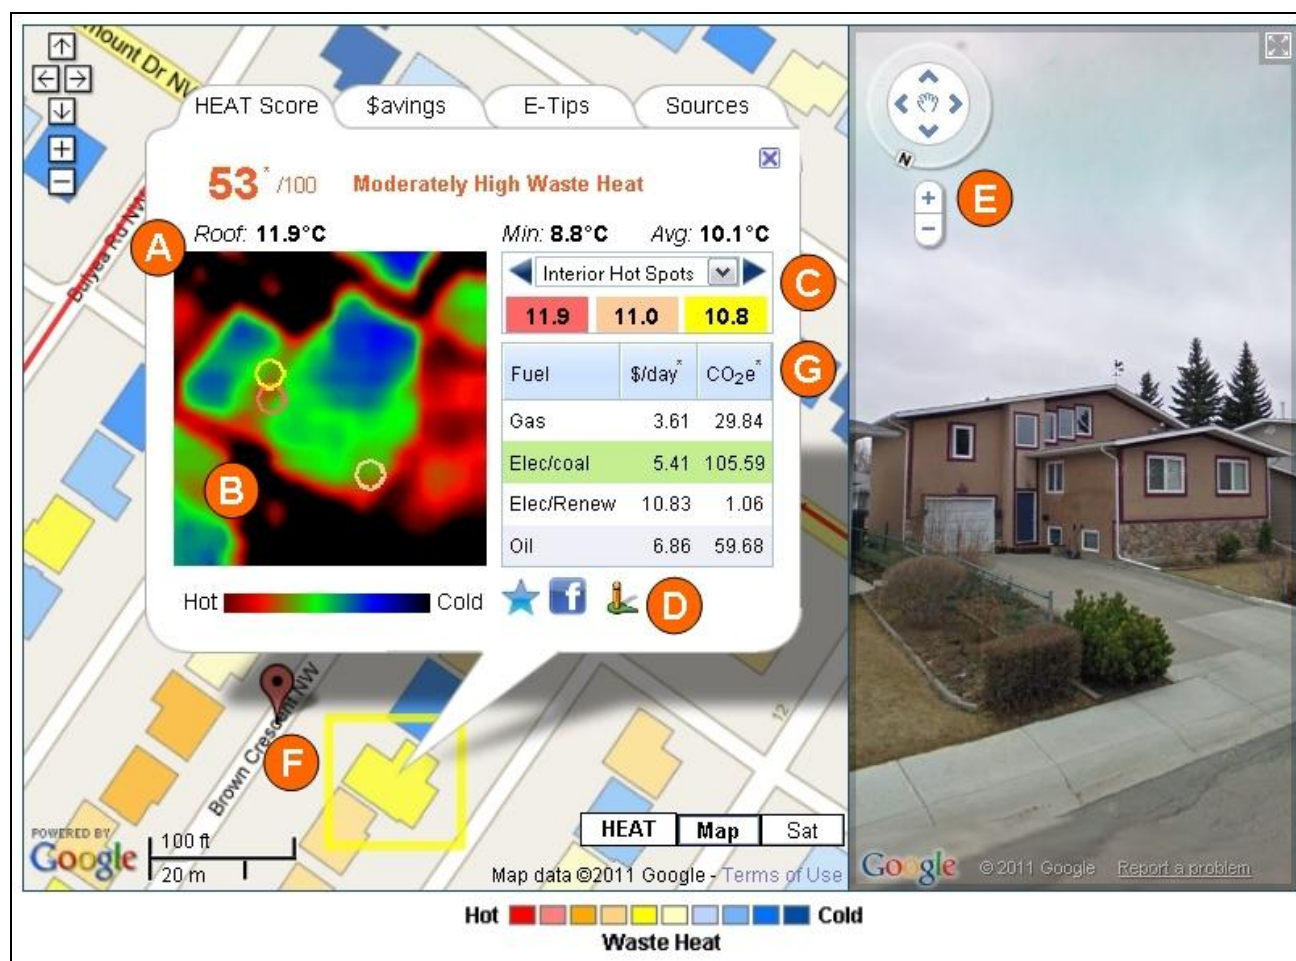 mount Dr NW
HEAT Score
$avings
E-Tips
Sources
53* /100 Moderately High Waste Heat
A
Roof: 11.9°C
Min: 8.8°C Avg: 10.1°C
Interior Hot Spots
C
11.9 11.0 10.8
G
Fuel $/day* CO2e*
Gas 3.61 29.84
Elec/coal 5.41 105.59
Elec/Renew 10.83 1.06
Oil 6.86 59.68
B
Hot Cold
f
D
Bulyea Rd NW
Brown Crescent NW
F
12
HEAT Map Sat
POWERED BY
Google
100 ft
20 m
Map data ©2011 Google - Terms of Use
N
+
−
E
Google © 2011 Google Report a problem
Hot Cold
Waste Heat